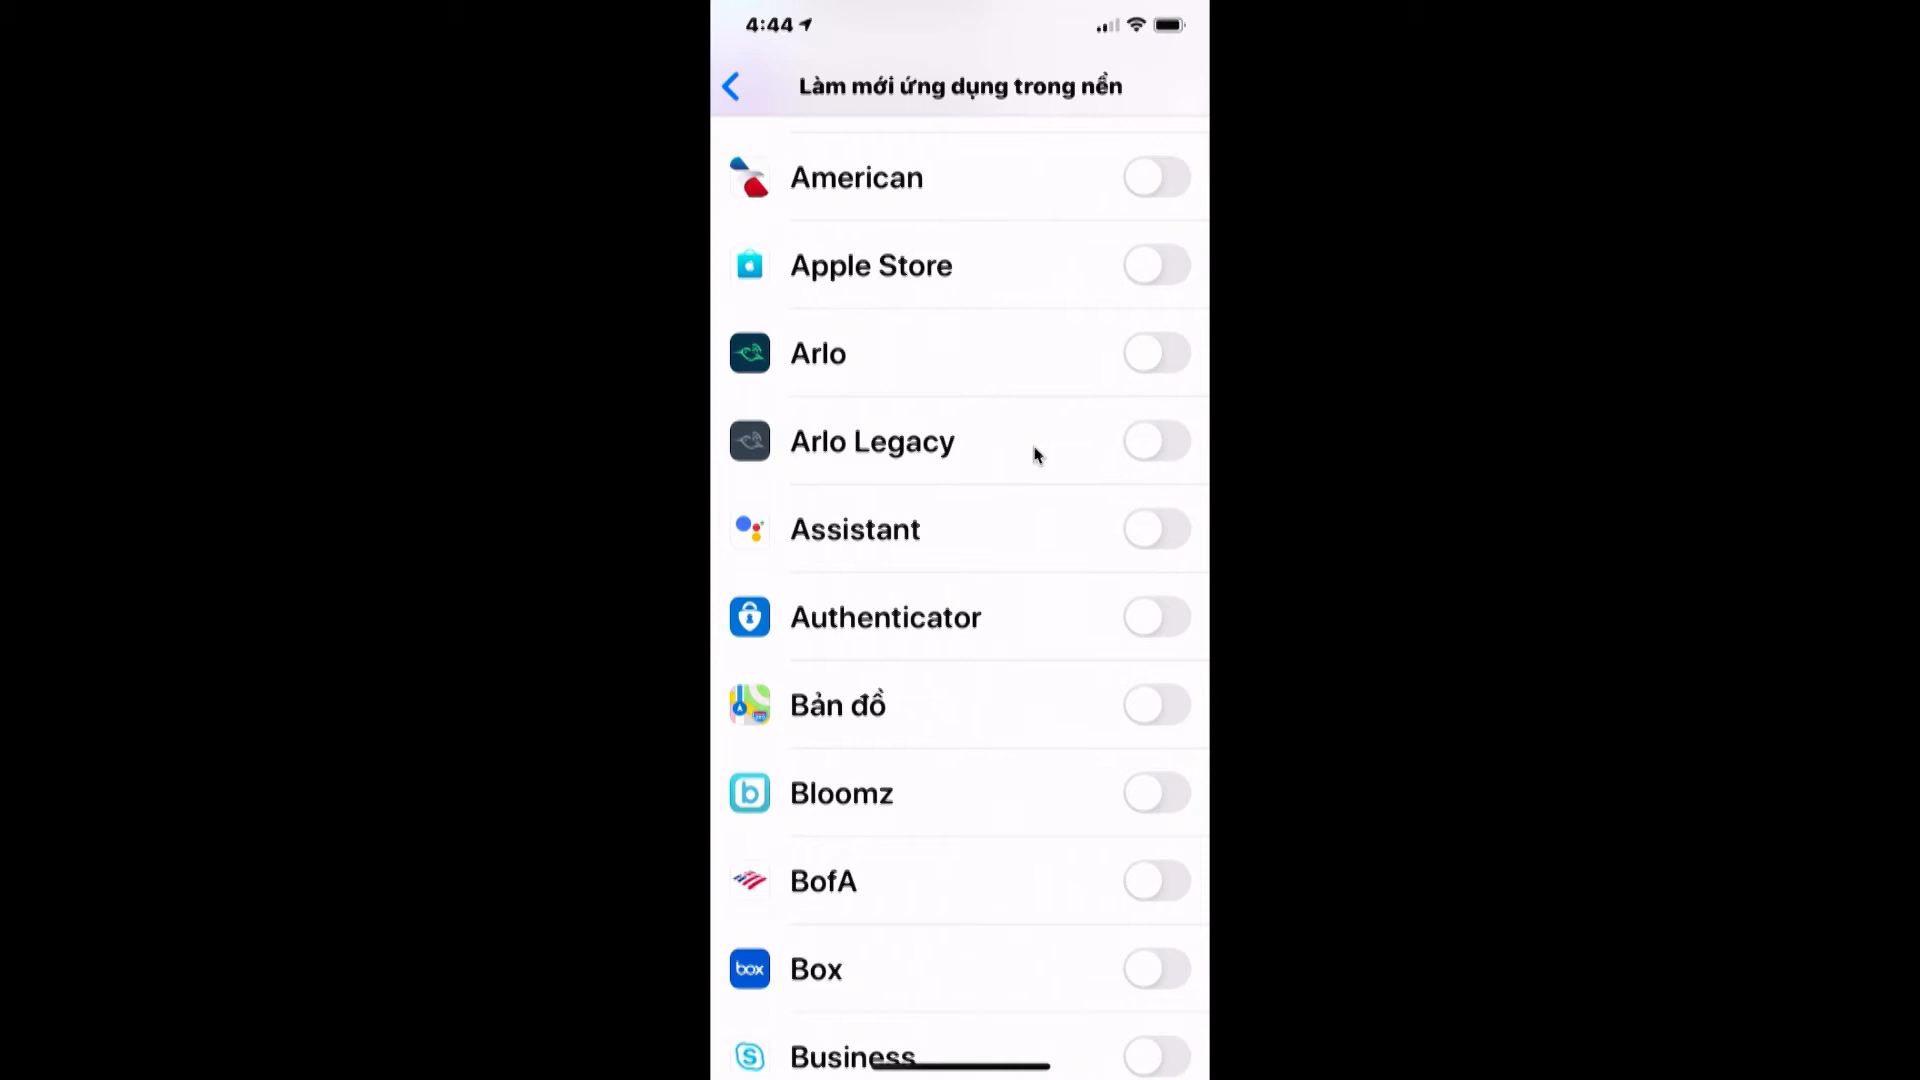 4:44
Làm mới ứng dụng trong nền
American
Apple Store
Arlo
Arlo Legacy
Assistant
Authenticator
Bản đồ
b
Bloomz
BofA
box
Box
S
Business